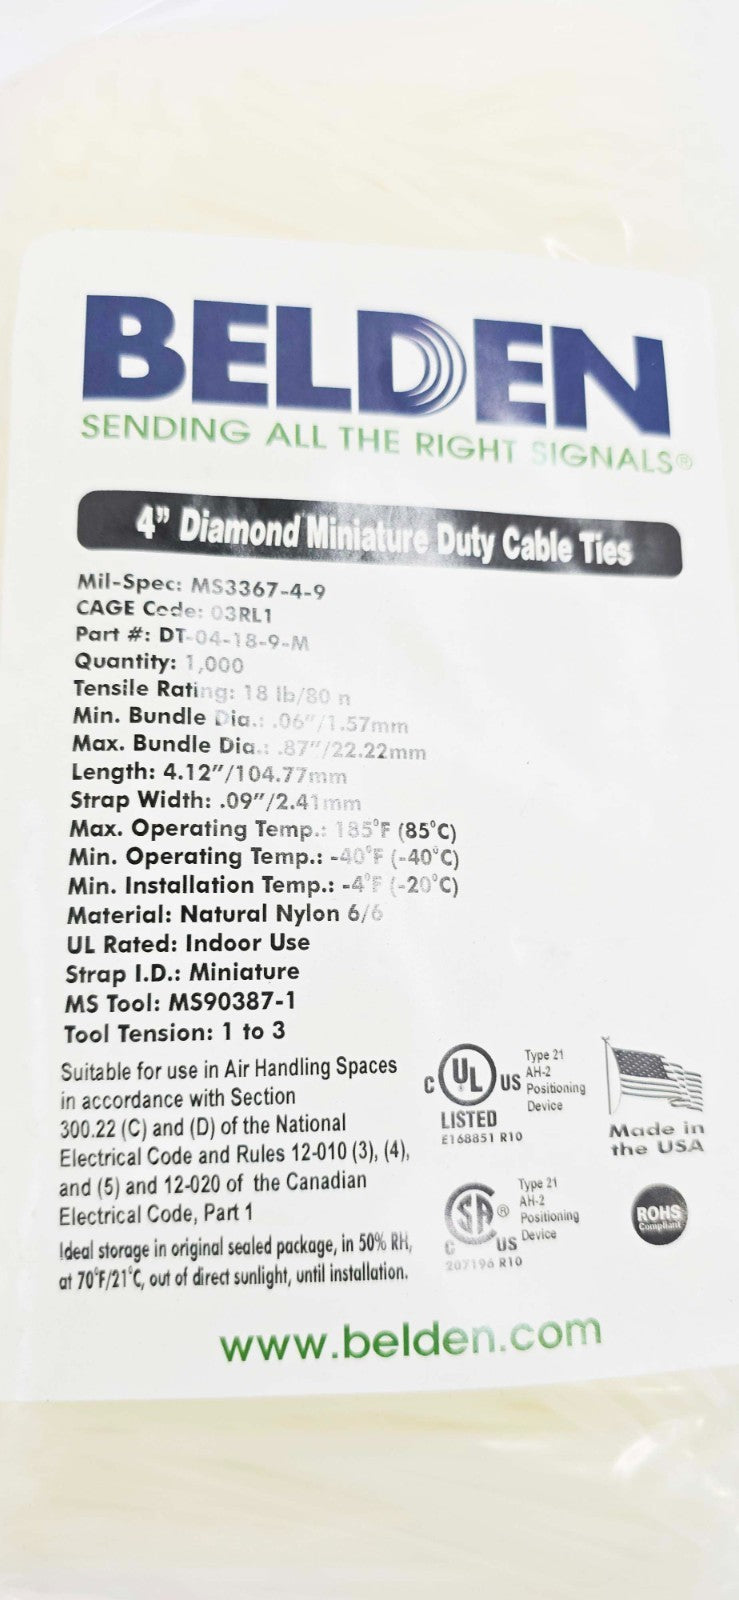 BELDEN
SENDING ALL THE RIGHT SIGNALS®
4" Diamond Miniature Duty Cable Ties
Mil-Spec: MS3367-4-9
CAGE Code: 03RL1
Part #: DT-04-18-9-M
Quantity: 1,000
Tensile Rating: 18 lb/80 n
Min. Bundle Dia.: .06"/1.57mm
Max. Bundle Dia.: .87"/22.22mm
Length: 4.12"/104.77mm
Strap Width: .09"/2.41mm
Max. Operating Temp.: 185°F (85°C)
Min. Operating Temp.: -40°F (-40°C)
Min. Installation Temp.: -4°F (-20°C)
Material: Natural Nylon 6/6
UL Rated: Indoor Use
Strap I.D.: Miniature
MS Tool: MS90387-1
Tool Tension: 1 to 3
Suitable for use in Air Handling Spaces
in accordance with Section
300.22 (C) and (D) of the National
Electrical Code and Rules 12-010 (3), (4),
and (5) and 12-020 of the Canadian
Electrical Code, Part 1
Ideal storage in original sealed package, in 50% RH,
at 70°F/21°C, out of direct sunlight, until installation.
C UL ® US
LISTED
E168851 R10
Type 21
AH-2
Positioning
Device
Made in
the USA
SA ®
C US
207196 R10
Type 21
AH-2
Positioning
Device
ROHS
Compliant
www.belden.com